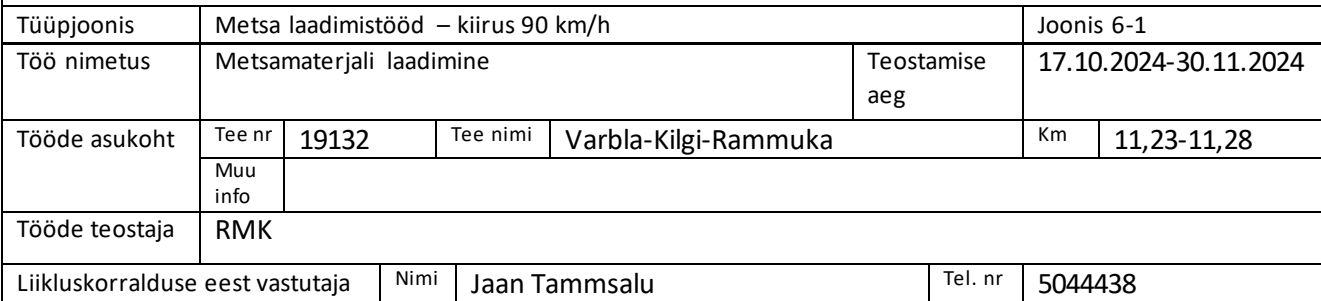 Tüüpjoonis Metsa laadimistööd – kiirus 90 km/h Joonis 6-1
Töö nimetus Metsamaterjali laadimine Teostamise aeg 17.10.2024-30.11.2024
Tööde asukoht Tee nr 19132 Tee nimi Varbla-Kilgi-Rammuka Km 11,23-11,28
Muu info
Tööde teostaja RMK
Liikluskorralduse eest vastutaja Nimi Jaan Tammsalu Tel. nr 5044438